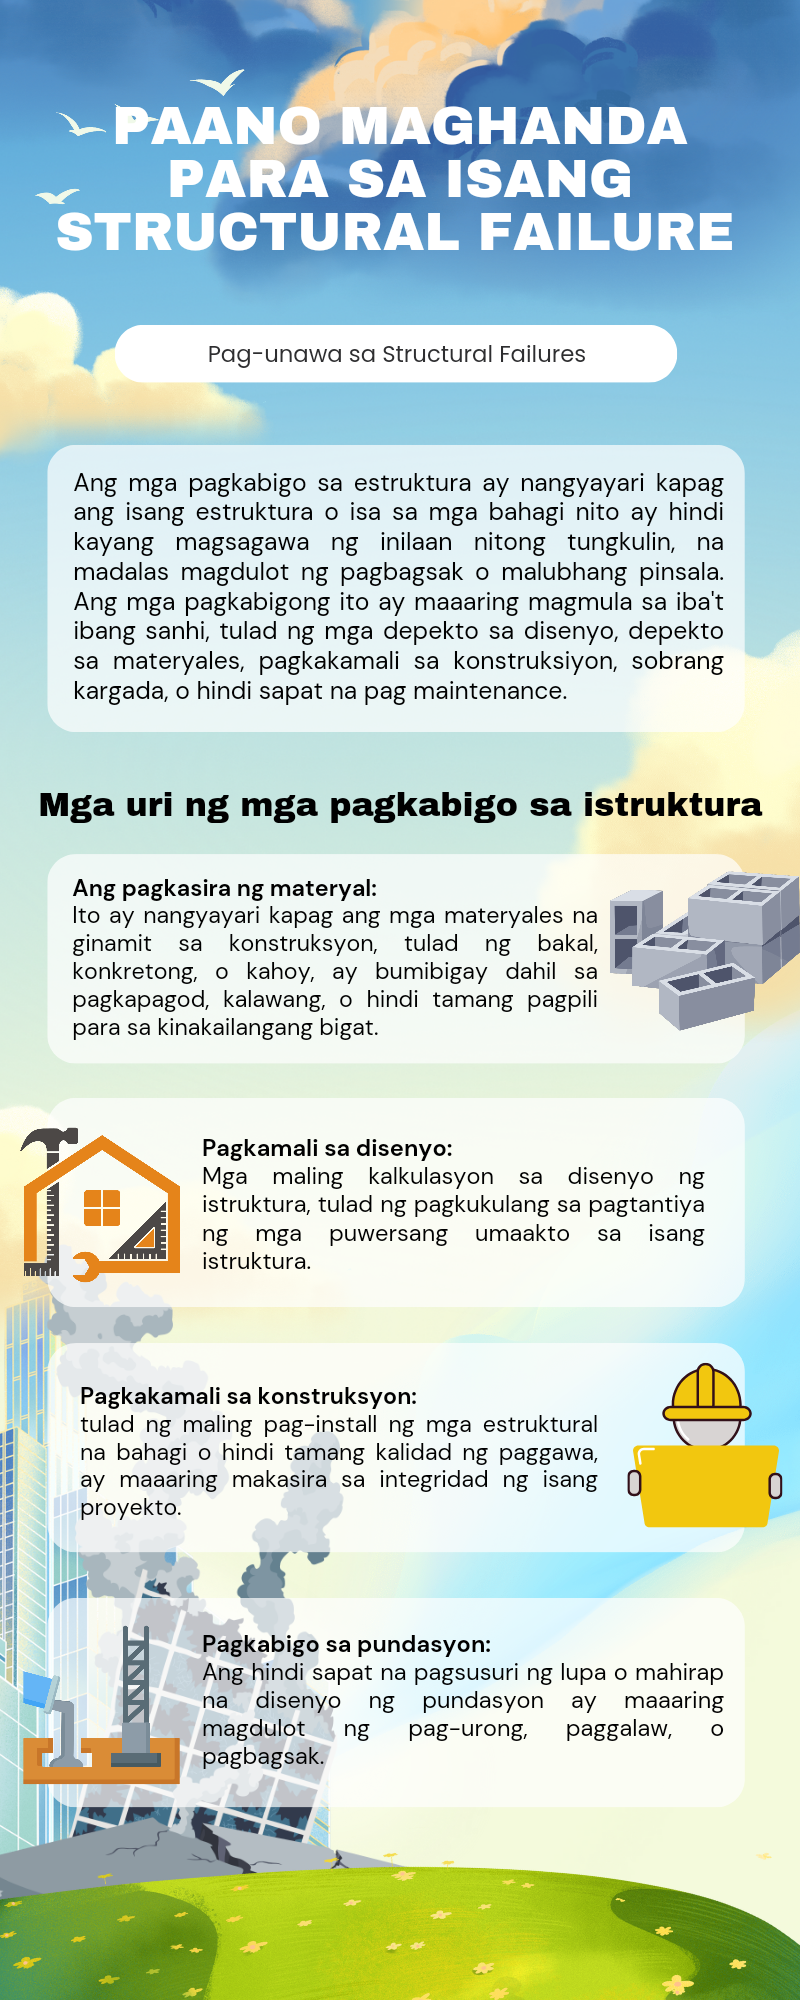 PAANO MAGHANDA
PARA SA ISANG
STRUCTURAL FAILURE
Pag-unawa sa Structural Failures
Ang mga pagkabigo sa estruktura ay nangyayari kapag
ang isang estruktura o isa sa mga bahagi nito ay hindi
kayang magsagawa ng inilaan nitong tungkulin, na
madalas magdulot ng pagbagsak o malubhang pinsala.
Ang mga pagkabigong ito ay maaaring magmula sa iba't
ibang sanhi, tulad ng mga depekto sa disenyo, depekto
sa materyales, pagkakamali sa konstruksiyon, sobrang
kargada, o hindi sapat na pag maintenance.
Mga uri ng mga pagkabigo sa istruktura
Ang pagkasira ng materyal:
Ito ay nangyayari kapag ang mga materyales na
ginamit sa konstruksyon, tulad ng bakal,
konkretong, o kahoy, ay bumibigay dahil sa
pagkapagod, kalawang, o hindi tamang pagpili
para sa kinakailangang bigat.
Pagkamali sa disenyo:
Mga maling kalkulasyon sa disenyo ng
istruktura, tulad ng pagkukulang sa pagtantiya
ng mga puwersang umaakto sa isang
istruktura.
Pagkakamali sa konstruksyon:
tulad ng maling pag-install ng mga estruktural
na bahagi o hindi tamang kalidad ng paggawa,
ay maaaring makasira sa integridad ng isang
proyekto.
Pagkabigo sa pundasyon:
Ang hindi sapat na pagsusuri ng lupa o mahirap
na disenyo ng pundasyon ay maaaring
magdulot ng pag-urong, paggalaw, o
pagbagsak.